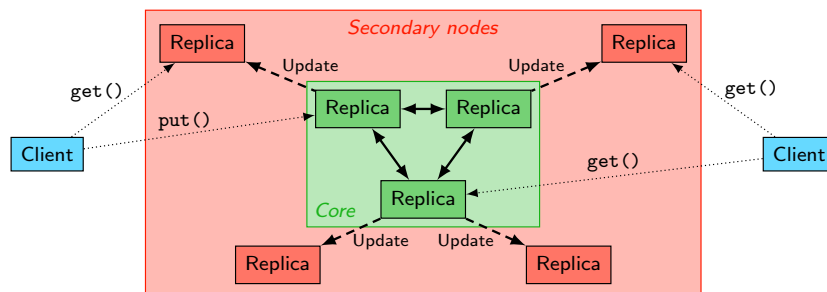 Secondary nodes
Replica
Replica
Update
Update
get()
get()
Replica
Replica
put()
Client
Client
get()
Replica
Core
Update
Update
Replica
Replica